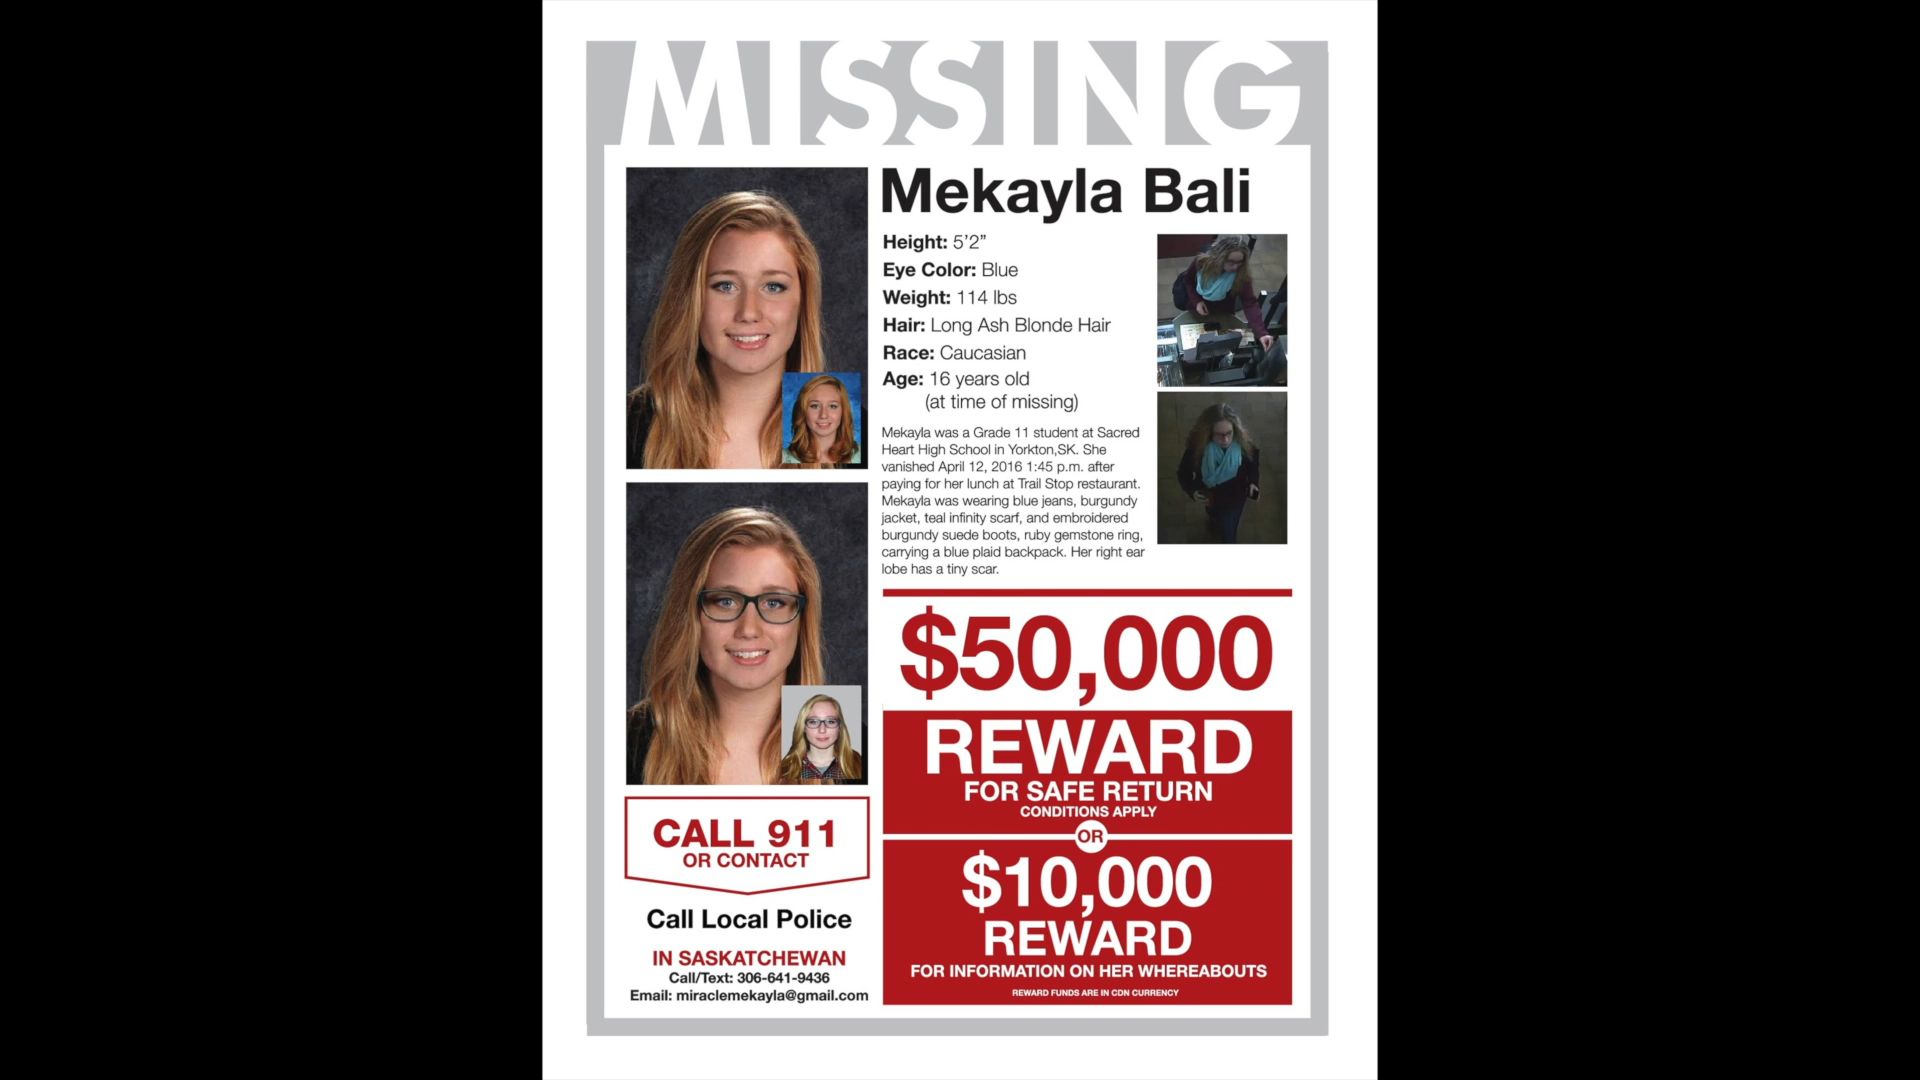 MISSING
Mekayla Bali
Height: 5'2”
Eye Color: Blue
Weight: 114 lbs
Hair: Long Ash Blonde Hair
Race: Caucasian
Age: 16 years old
(at time of missing)
Mekayla was a Grade 11 student at Sacred
Heart High School in Yorkton,SK. She
vanished April 12, 2016 1:45 p.m. after
paying for her lunch at Trail Stop restaurant.
Mekayla was wearing blue jeans, burgundy
jacket, teal infinity scarf, and embroidered
burgundy suede boots, ruby gemstone ring,
carrying a blue plaid backpack. Her right ear
lobe has a tiny scar.
$50,000
REWARD
FOR SAFE RETURN
CONDITIONS APPLY
OR
$10,000
REWARD
FOR INFORMATION ON HER WHEREABOUTS
REWARD FUNDS ARE IN CDN CURRENCY
CALL 911
OR CONTACT
Call Local Police
IN SASKATCHEWAN
Call/Text: 306-641-9436
Email: miraclemekayla@gmail.com